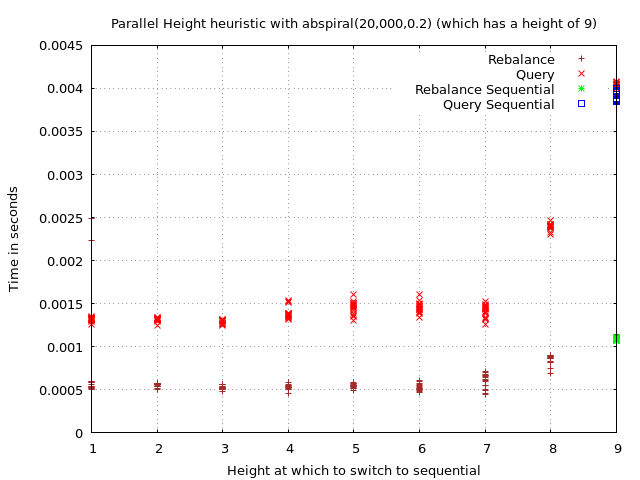 Parallel Height heuristic with abspiral(20,000,0.2) (which has a height of 9)
0.0045
0.004
0.0035
0.003
0.0025
0.002
0.0015
0.001
0.0005
0
Time in seconds
Rebalance
Query
Rebalance Sequential
Query Sequential
1 2 3 4 5 6 7 8 9
Height at which to switch to sequential